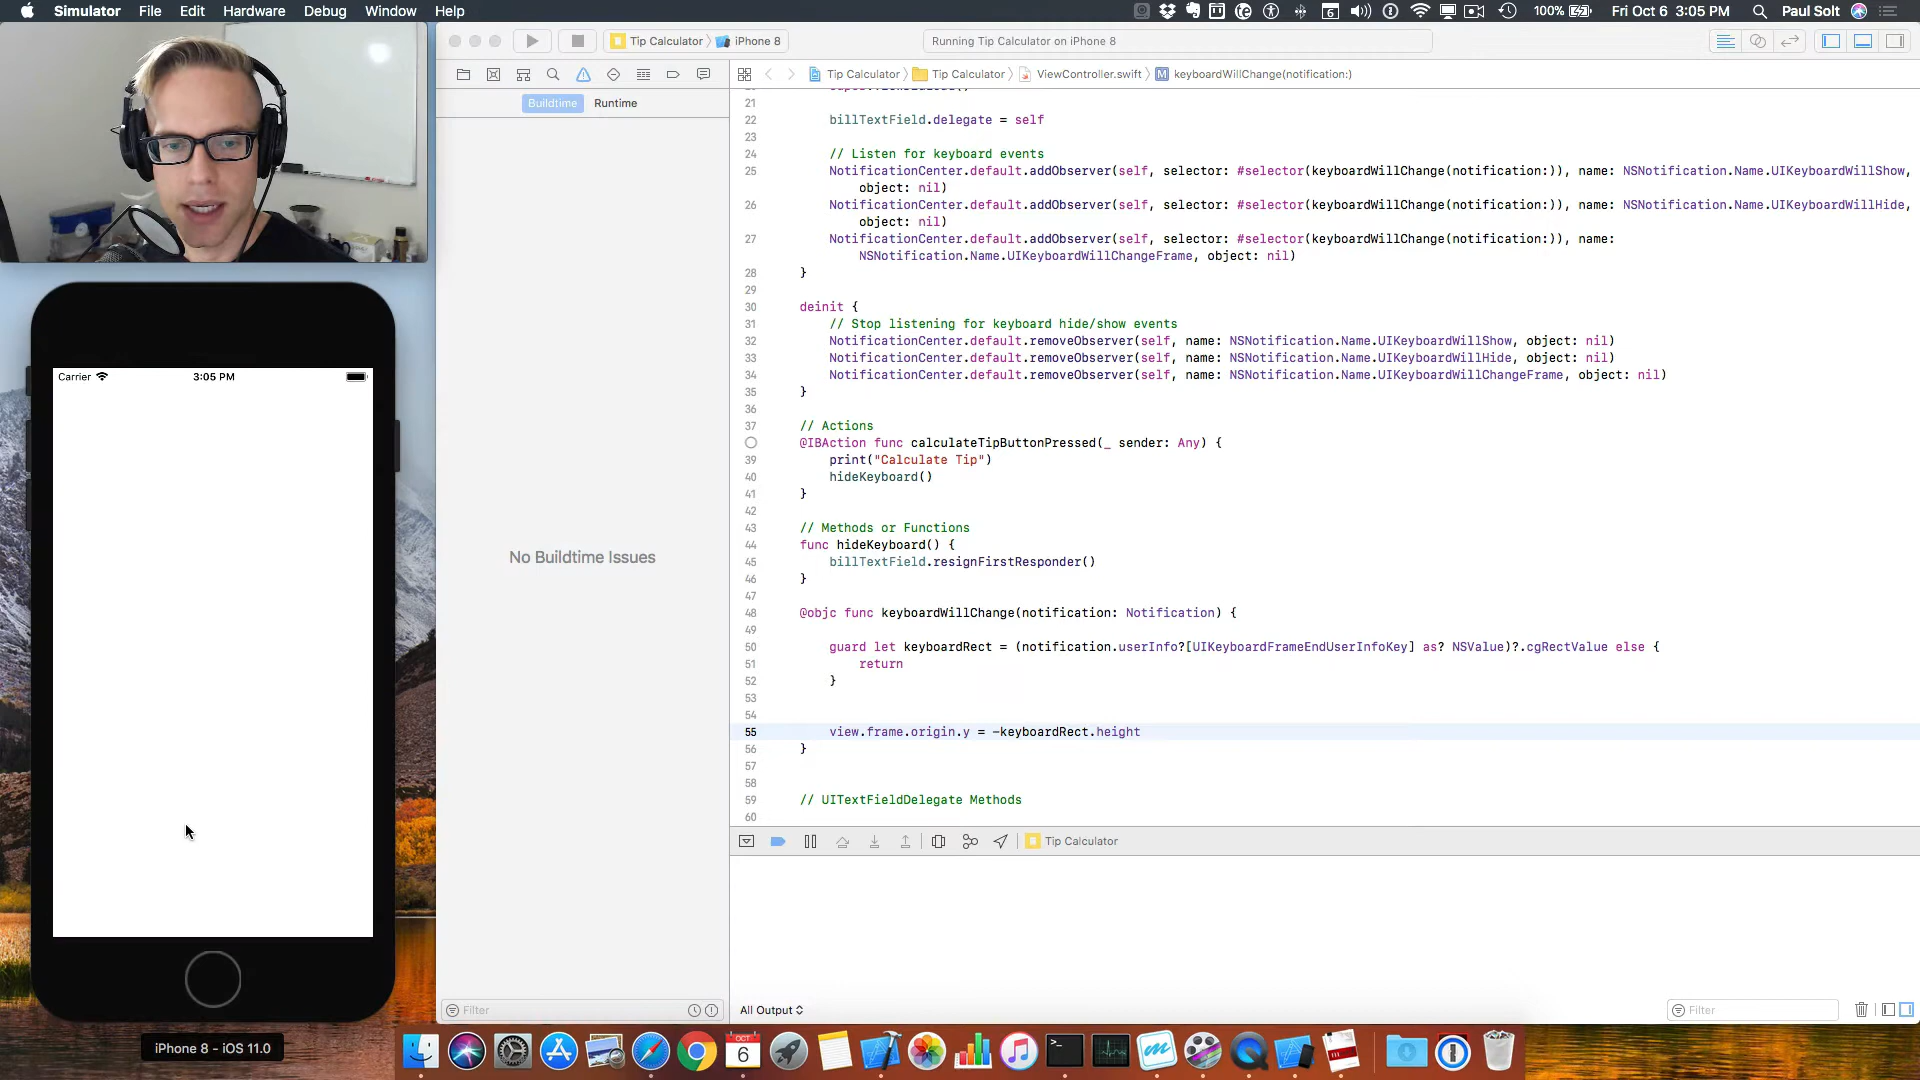 Simulator File Edit Hardware Debug Window Help
100% Fri Oct 6 3:05 PM Paul Solt
Tip Calculator iPhone 8
Running Tip Calculator on iPhone 8
Tip Calculator Tip Calculator ViewController.swift M keyboardWillChange(notification:)
Buildtime Runtime
No Buildtime Issues
21
22 billTextField.delegate = self
23
24 // Listen for keyboard events
25 NotificationCenter.default.addObserver(self, selector: #selector(keyboardWillChange(notification:)), name: NSNotification.Name.UIKeyboardWillShow,
object: nil)
26 NotificationCenter.default.addObserver(self, selector: #selector(keyboardWillChange(notification:)), name: NSNotification.Name.UIKeyboardWillHide,
object: nil)
27 NotificationCenter.default.addObserver(self, selector: #selector(keyboardWillChange(notification:)), name:
NSNotification.Name.UIKeyboardWillChangeFrame, object: nil)
28 }
29
30 deinit {
31 // Stop listening for keyboard hide/show events
32 NotificationCenter.default.removeObserver(self, name: NSNotification.Name.UIKeyboardWillShow, object: nil)
33 NotificationCenter.default.removeObserver(self, name: NSNotification.Name.UIKeyboardWillHide, object: nil)
34 NotificationCenter.default.removeObserver(self, name: NSNotification.Name.UIKeyboardWillChangeFrame, object: nil)
35 }
36
37 // Actions
@IBAction func calculateTipButtonPressed(_ sender: Any) {
39 print("Calculate Tip")
40 hideKeyboard()
41 }
42
43 // Methods or Functions
44 func hideKeyboard() {
45 billTextField.resignFirstResponder()
46 }
47
48 @objc func keyboardWillChange(notification: Notification) {
49
50 guard let keyboardRect = (notification.userInfo?[UIKeyboardFrameEndUserInfoKey] as? NSValue)?.cgRectValue else {
51 return
52 }
53
54
55 view.frame.origin.y = -keyboardRect.height
56 }
57
58
59 // UITextFieldDelegate Methods
60
Tip Calculator
Filter
All Output
Filter
Carrier 3:05 PM
iPhone 8 – iOS 11.0
OCT
6